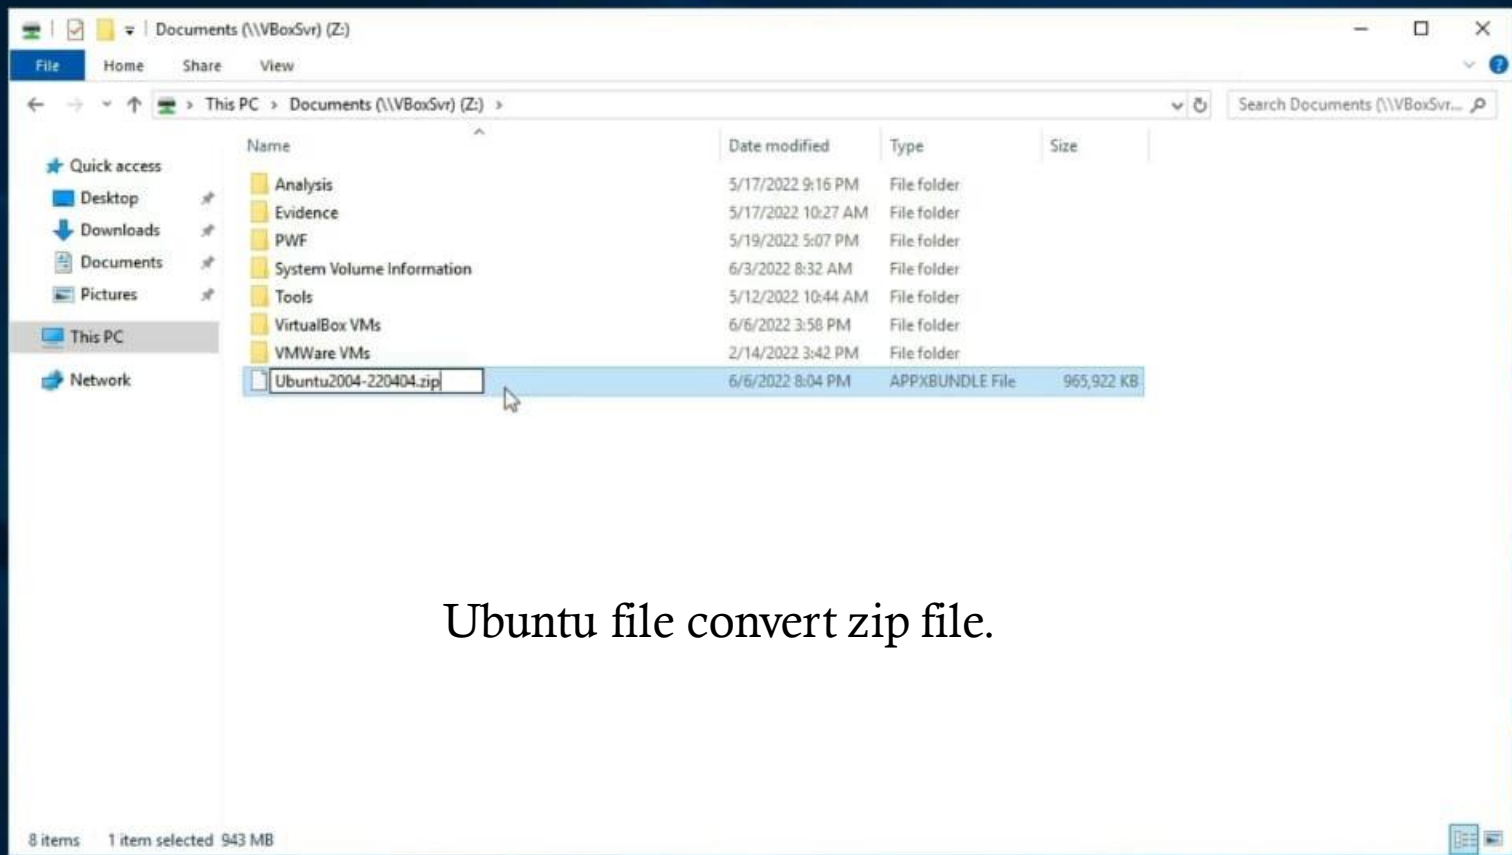 Documents (\\VBoxSvr) (Z:)
File Home Share View
This PC > Documents (\\VBoxSvr) (Z:) >
Search Documents (\\VBoxSvr...
Name Date modified Type Size
Quick access
Desktop
Downloads
Documents
Pictures
This PC
Network
Analysis 5/17/2022 9:16 PM File folder
Evidence 5/17/2022 10:27 AM File folder
PWF 5/19/2022 5:07 PM File folder
System Volume Information 6/3/2022 8:32 AM File folder
Tools 5/12/2022 10:44 AM File folder
VirtualBox VMs 6/6/2022 3:58 PM File folder
VMWare VMs 2/14/2022 3:42 PM File folder
Ubuntu2004-220404.zip 6/6/2022 8:04 PM APPXBUNDLE File 965,922 KB
Ubuntu file convert zip file.
8 items 1 item selected 943 MB